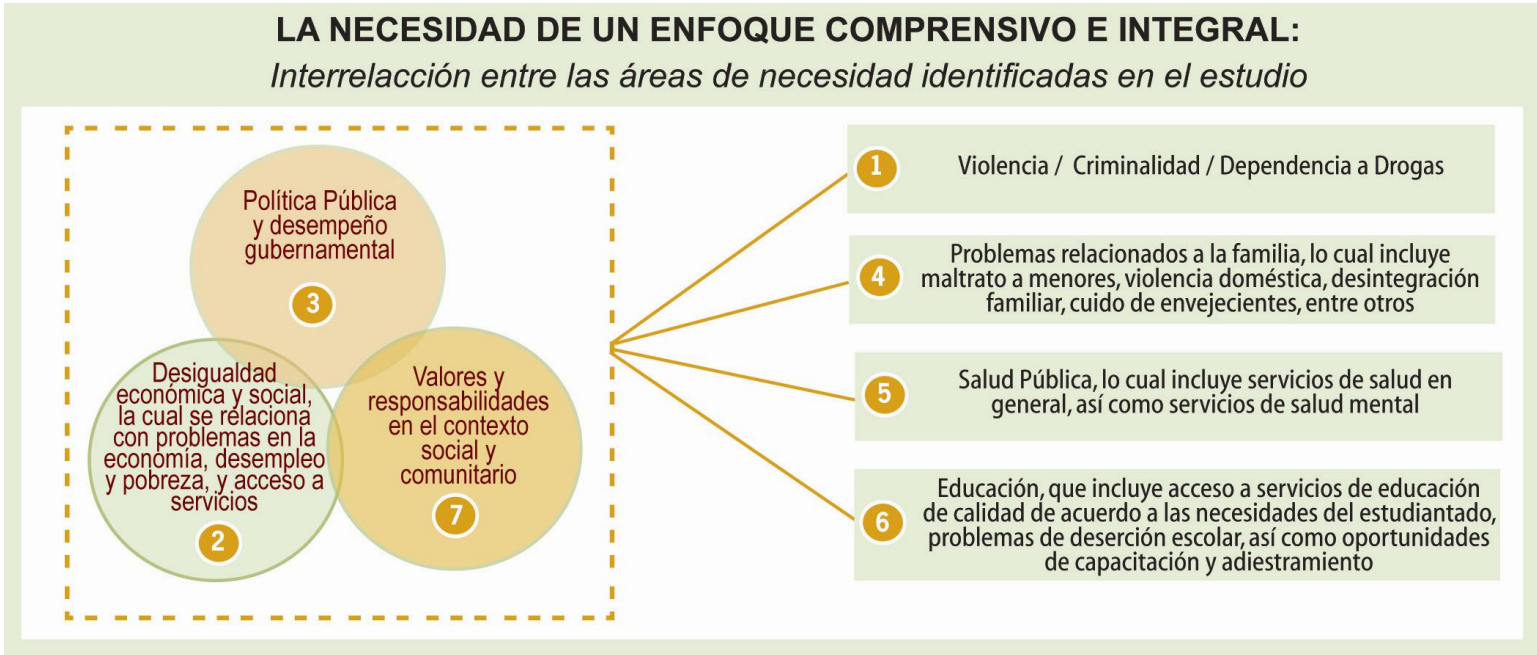 LA NECESIDAD DE UN ENFOQUE COMPRENSIVO E INTEGRAL:
Interrelacción entre las áreas de necesidad identificadas en el estudio
Política Pública
y desempeño
gubernamental
3
Desigualdad
económica y social,
la cual se relaciona
con problemas en la
economía, desempleo
y pobreza, y acceso a
servicios
2
Valores y
responsabilidades
en el contexto
social y
comunitario
7
1
Violencia / Criminalidad / Dependencia a Drogas
4
Problemas relacionados a la familia, lo cual incluye
maltrato a menores, violencia doméstica, desintegración
familiar, cuido de envejecientes, entre otros
5
Salud Pública, lo cual incluye servicios de salud en
general, así como servicios de salud mental
6
Educación, que incluye acceso a servicios de educación
de calidad de acuerdo a las necesidades del estudiantado,
problemas de deserción escolar, así como oportunidades
de capacitación y adiestramiento